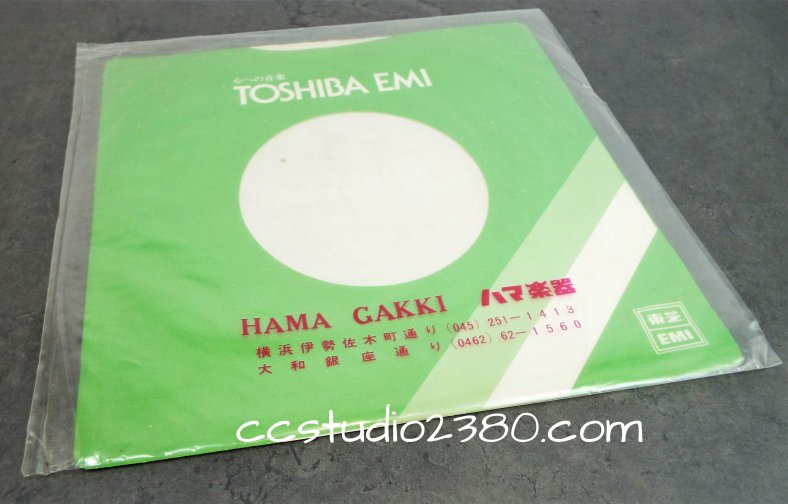 心への音楽
TOSHIBA EMI
HAMA GAKKI ハマ楽器
横浜伊勢佐木町通り (045) 251-1413
大和銀座通り (0462) 62-1560
東芝
EMI
ccstudio2380.com